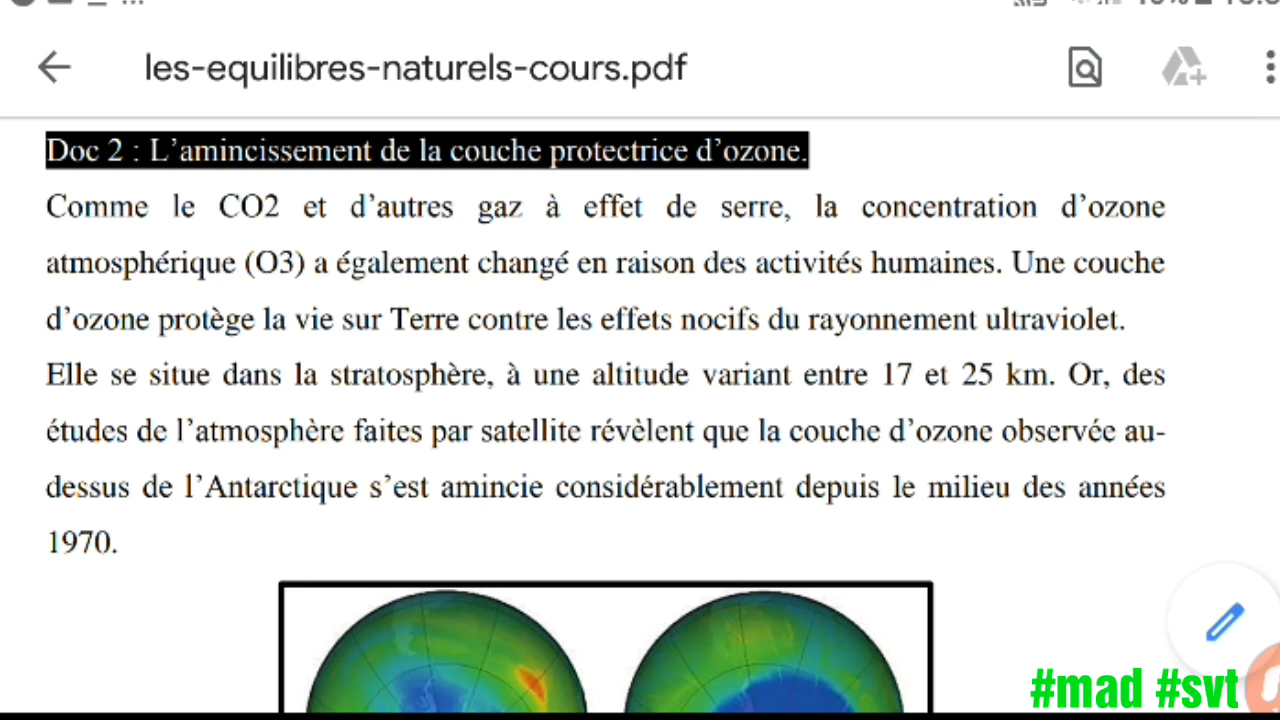 les-equilibres-naturels-cours.pdf
Doc 2 : L’amincissement de la couche protectrice d’ozone.
Comme le CO2 et d’autres gaz à effet de serre, la concentration d’ozone
atmosphérique (O3) a également changé en raison des activités humaines. Une couche
d’ozone protège la vie sur Terre contre les effets nocifs du rayonnement ultraviolet.
Elle se situe dans la stratosphère, à une altitude variant entre 17 et 25 km. Or, des
études de l’atmosphère faites par satellite révèlent que la couche d’ozone observée au-
dessus de l’Antarctique s’est amincie considérablement depuis le milieu des années
1970.
#mad #svt